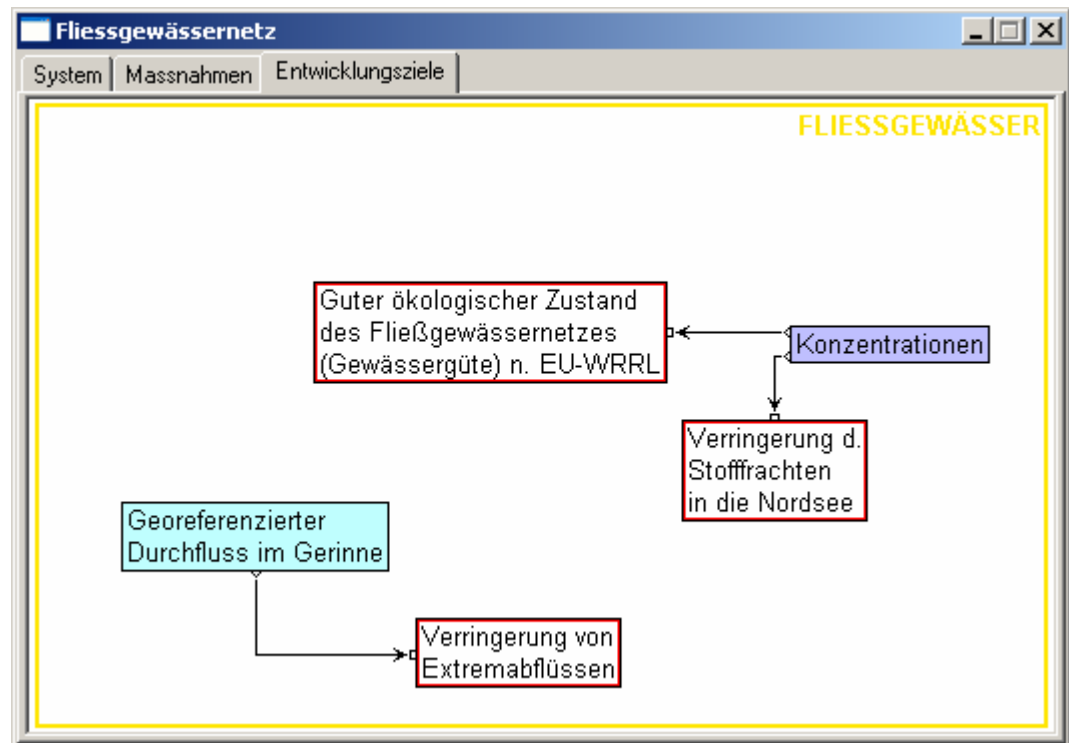 Fliessgewässernetz
System Massnahmen Entwicklungsziele
FLIESSGEWÄSSER
Guter ökologischer Zustand
des Fließgewässernetzes
(Gewässergüte) n. EU-WRRL
Konzentrationen
Verringerung d.
Stofffrachten
in die Nordsee
Georeferenzierter
Durchfluss im Gerinne
Verringerung von
Extremabflüssen